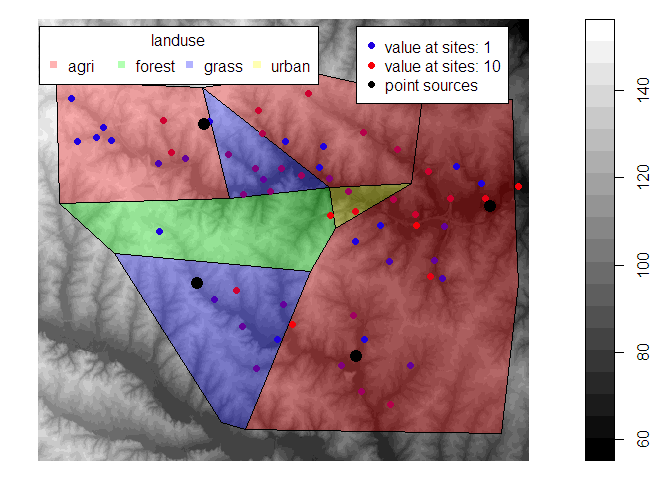 landuse
agri forest grass urban
value at sites: 1
value at sites: 10
point sources
140
120
100
80
60